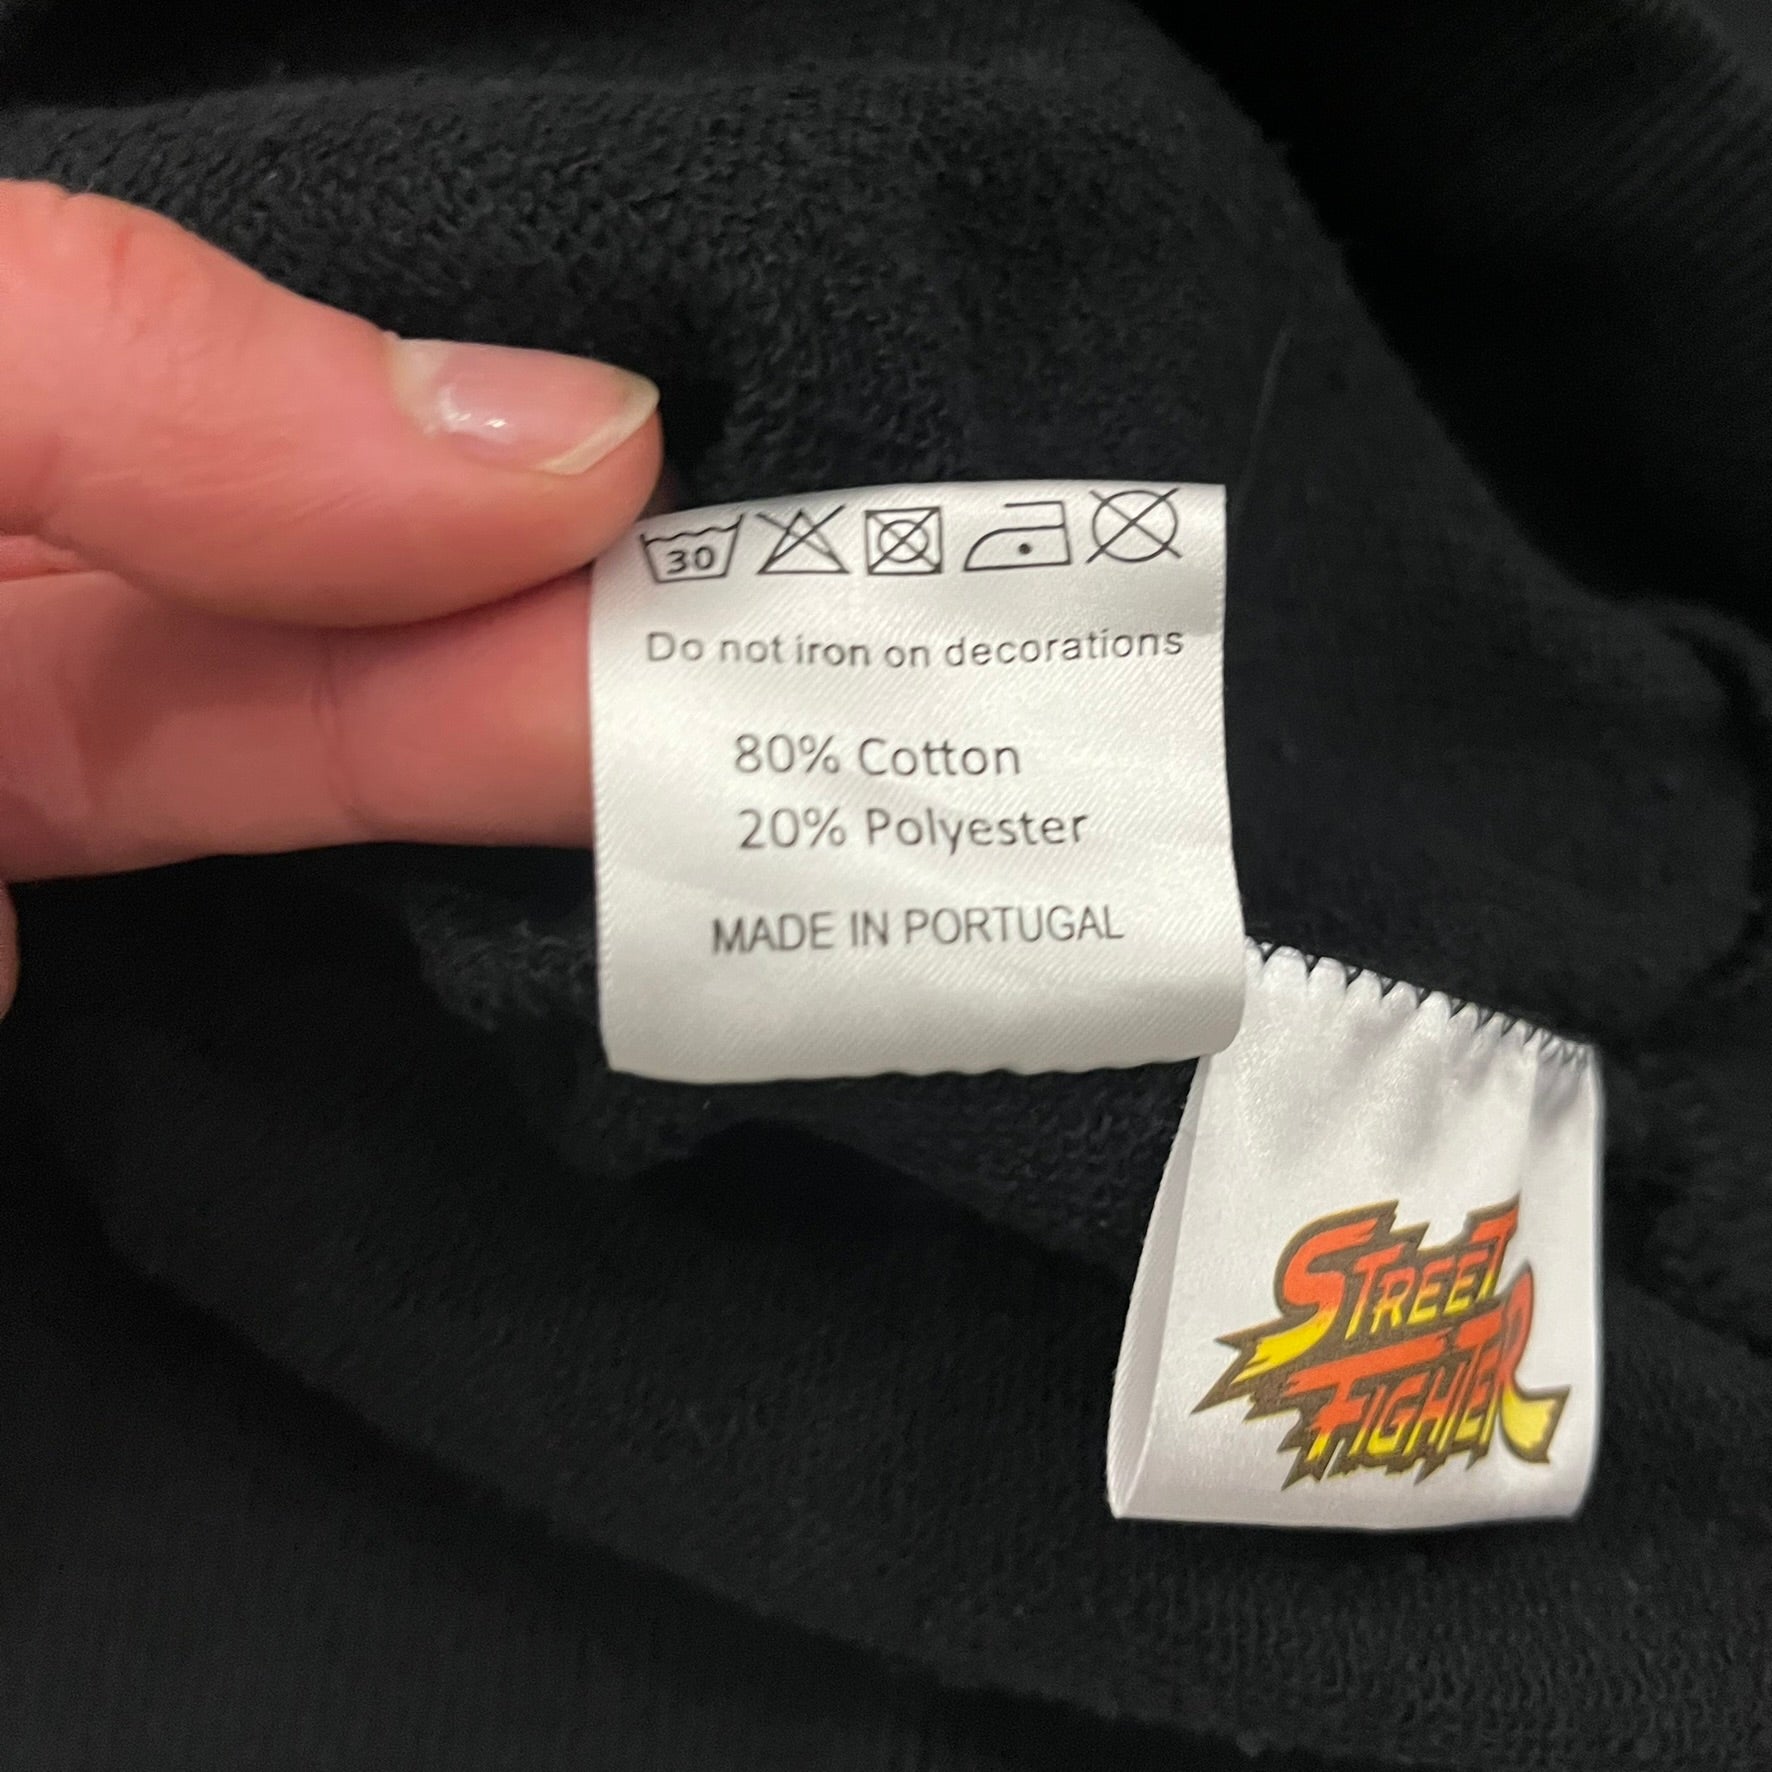 30
Do not iron on decorations
80% Cotton
20% Polyester
MADE IN PORTUGAL
STREET
FIGHTER